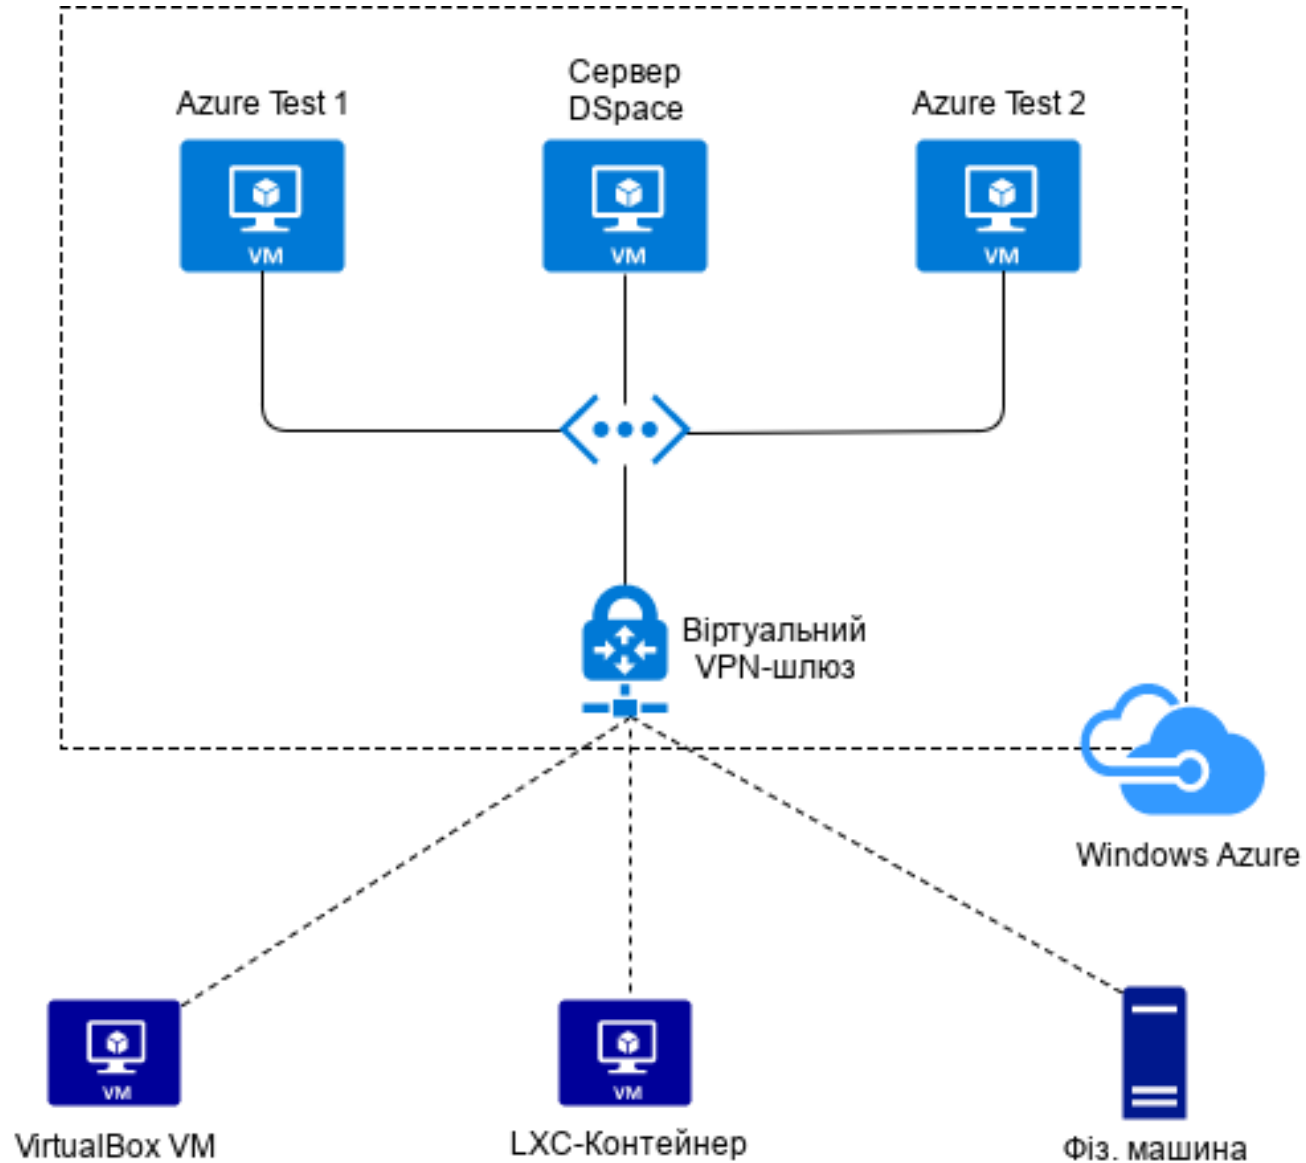 Azure Test 1
Сервер
DSpace
Azure Test 2
VM
VM
VM
Віртуальний
VPN-шлюз
Windows Azure
VM
VM
VirtualBox VM
LXC-Контейнер
Фіз. машина